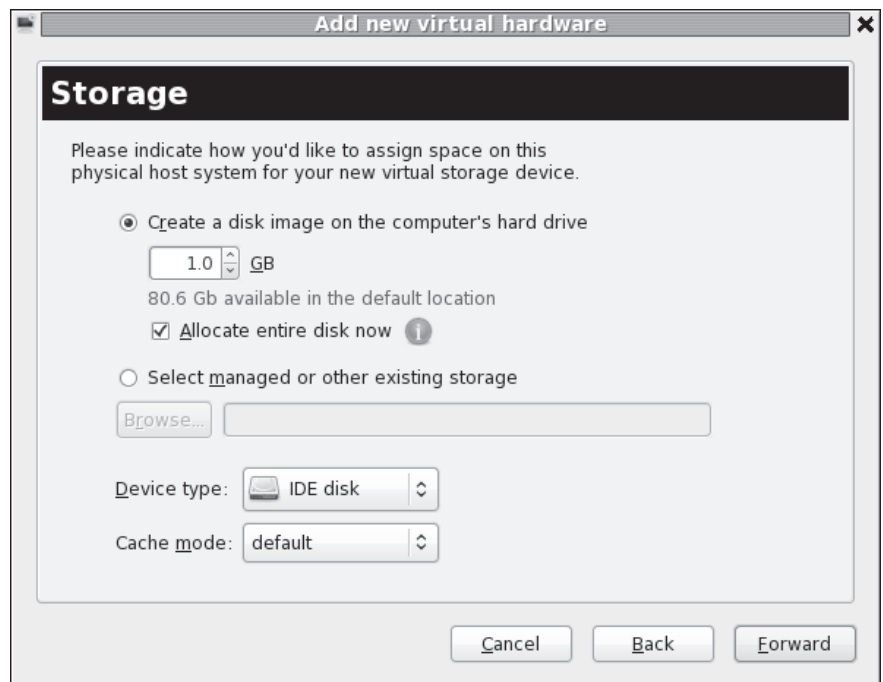 Add new virtual hardware
Storage
Please indicate how you'd like to assign space on this
physical host system for your new virtual storage device.
Create a disk image on the computer's hard drive
1.0 GB
80.6 Gb available in the default location
Allocate entire disk now
Select managed or other existing storage
Browse...
Device type: IDE disk
Cache mode: default
Cancel Back Forward